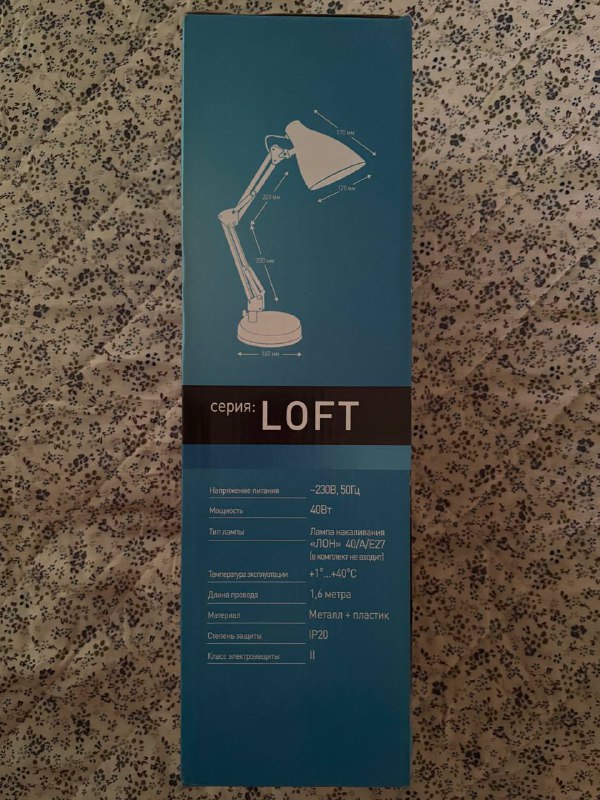 170 мм
120 мм
200 мм
200 мм
160 мм
серия: LOFT
Напряжение питания ~230В, 50Гц
Мощность 40Вт
Тип лампы Лампа накаливания
«ЛОН» 40/А/Е27
(в комплект не входит)
Температура эксплуатации +1°...+40°С
Длина провода 1,6 метра
Материал Металл + пластик
Степень защиты IP20
Класс электрозащиты II